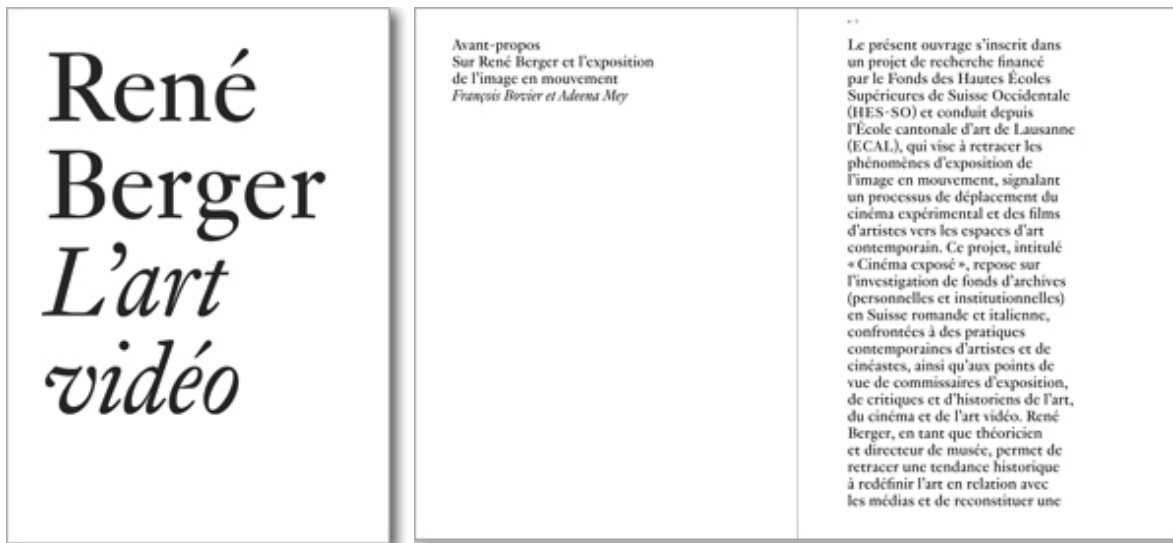 René
Berger
L'art
vidéo
Avant-propos
Sur René Berger et l'exposition
de l'image en mouvement
François Bovier et Adeena Mey
Le présent ouvrage s'inscrit dans
un projet de recherche financé
par le Fonds des Hautes Écoles
Supérieures de Suisse Occidentale
(HES-SO) et conduit depuis
l'École cantonale d'art de Lausanne
(ECAL), qui vise à retracer les
phénomènes d'exposition de
l'image en mouvement, signalant
un processus de déplacement du
cinéma expérimental et des films
d'artistes vers les espaces d'art
contemporain. Ce projet, intitulé
« Cinéma exposé », repose sur
l'investigation de fonds d'archives
(personnelles et institutionnelles)
en Suisse romande et italienne,
confrontées à des pratiques
contemporaines d'artistes et de
cinéastes, ainsi qu'aux points de
vue de commissaires d'exposition,
de critiques et d'historiens de l'art,
du cinéma et de l'art vidéo. René
Berger, en tant que théoricien
et directeur de musée, permet de
retracer une tendance historique
à redéfinir l'art en relation avec
les médias et de reconstituer une